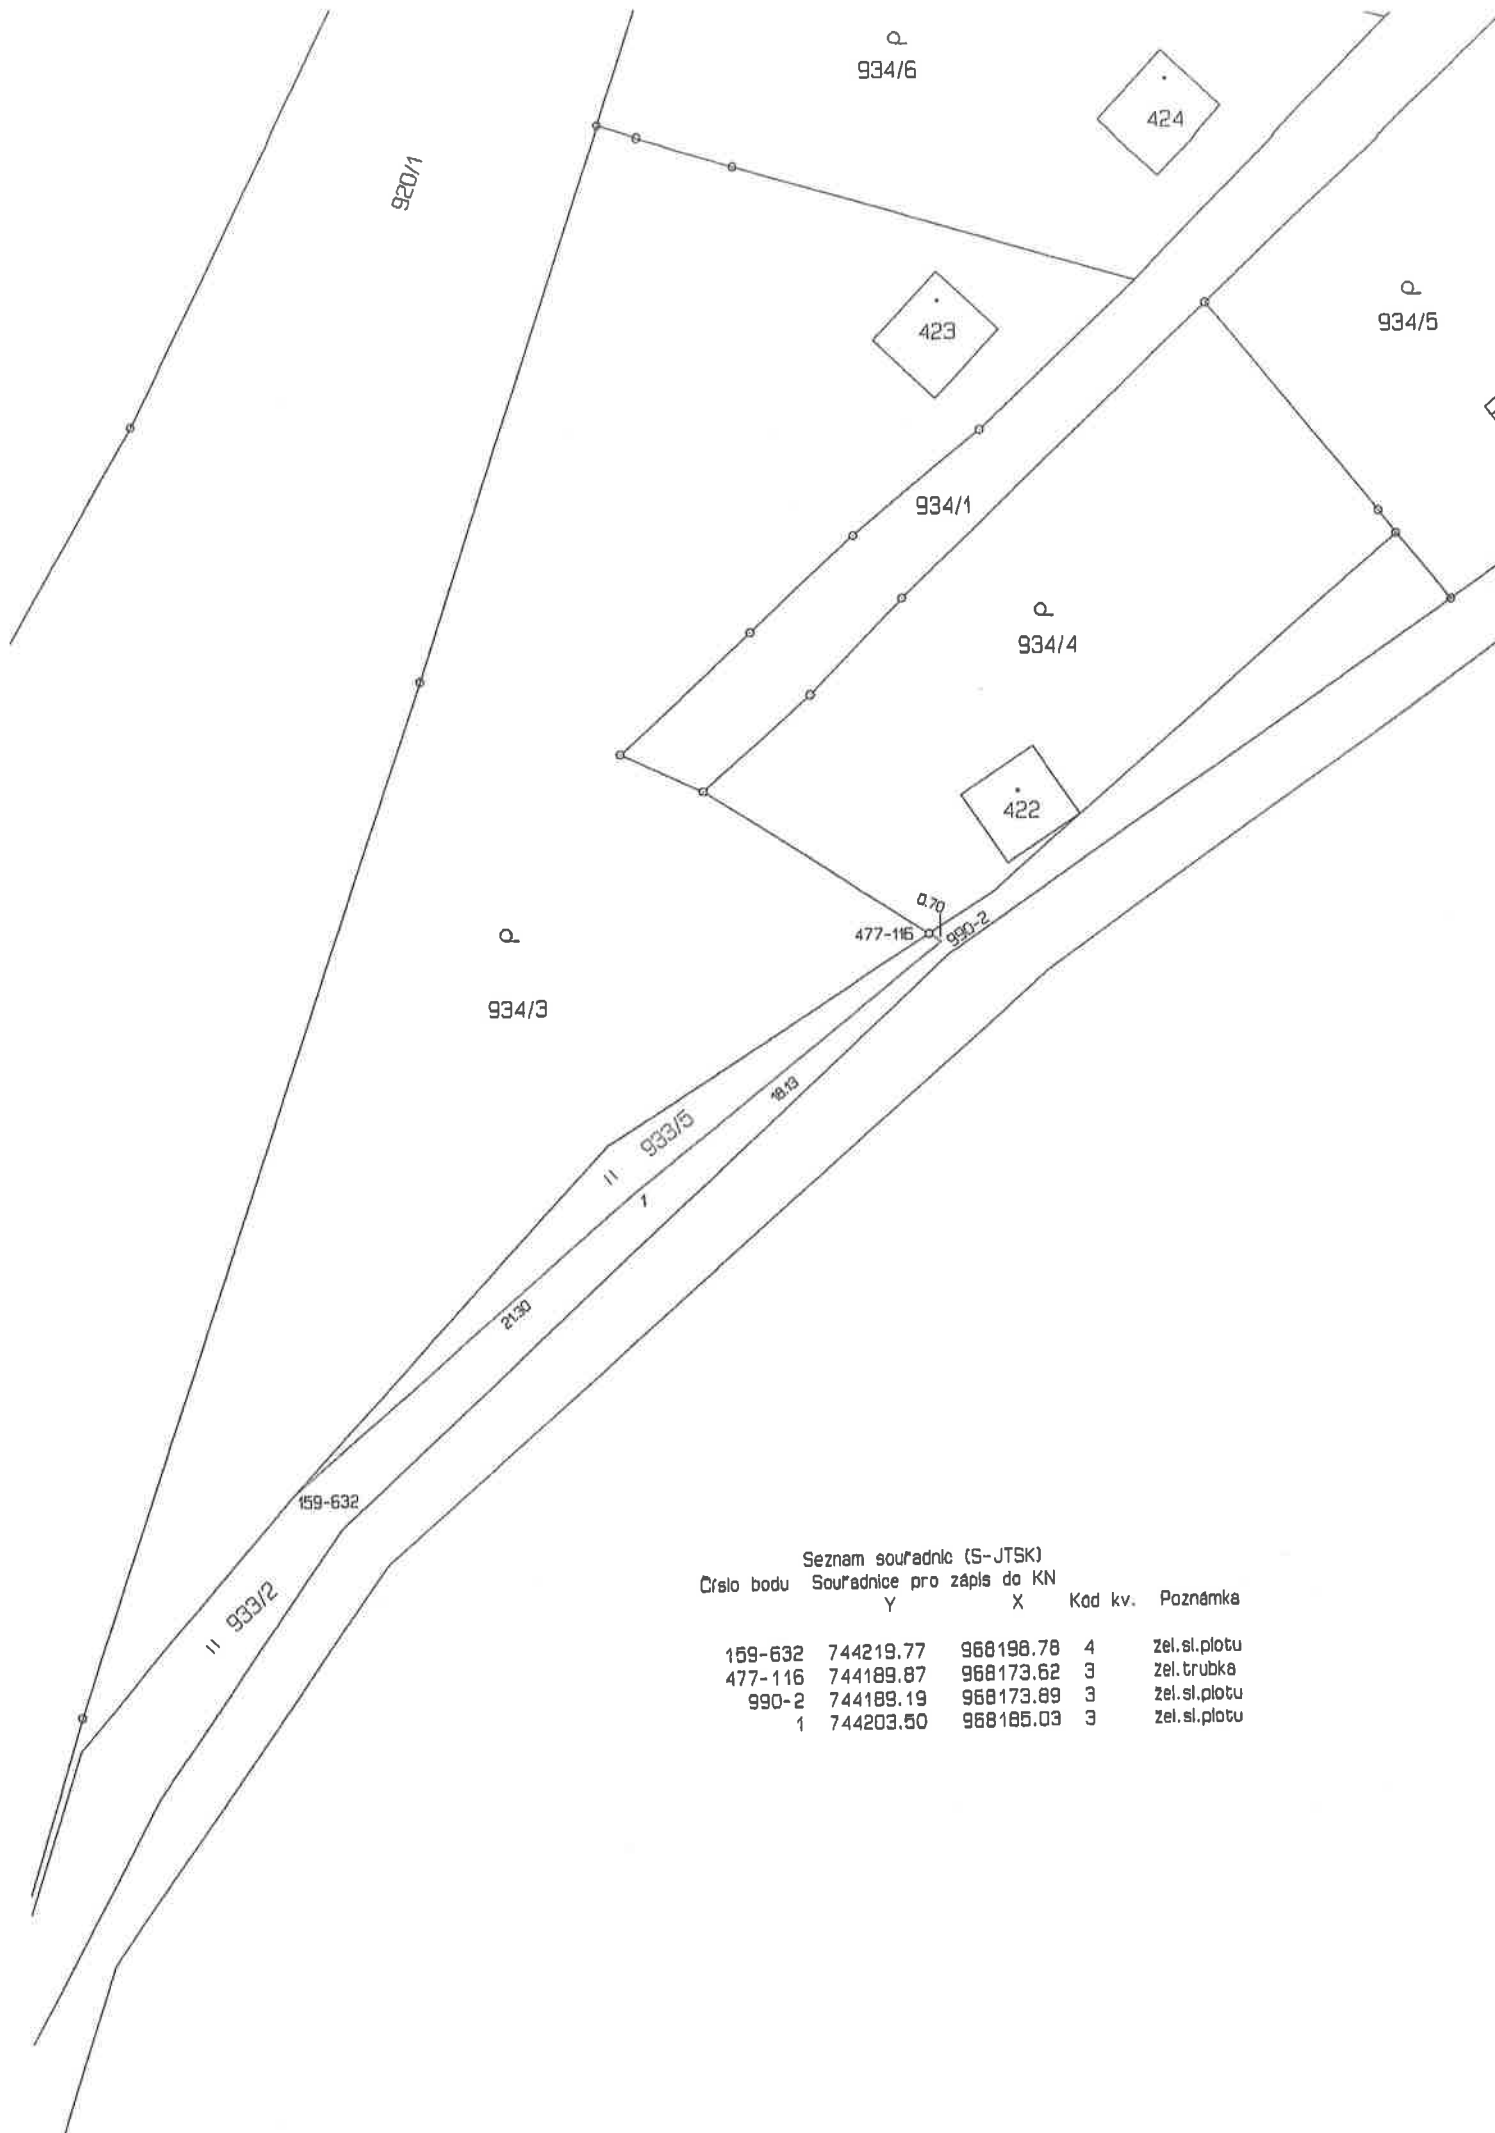 934/6
424
920/1
423
934/5
934/1
934/4
422
0.70
477-116
990-2
934/3
18.13
933/5
1
21.30
159-632
933/2
Seznam souřadnic (S-JTSK)
Číslo bodu Souřadnice pro zápis do KN
Y X Kód kv. Poznámka
159-632 744219.77 968198.78 4 žel.sl.plotu
477-116 744189.87 968173.62 3 žel.trubka
990-2 744189.19 968173.89 3 žel.sl.plotu
1 744203.50 968185.03 3 žel.sl.plotu